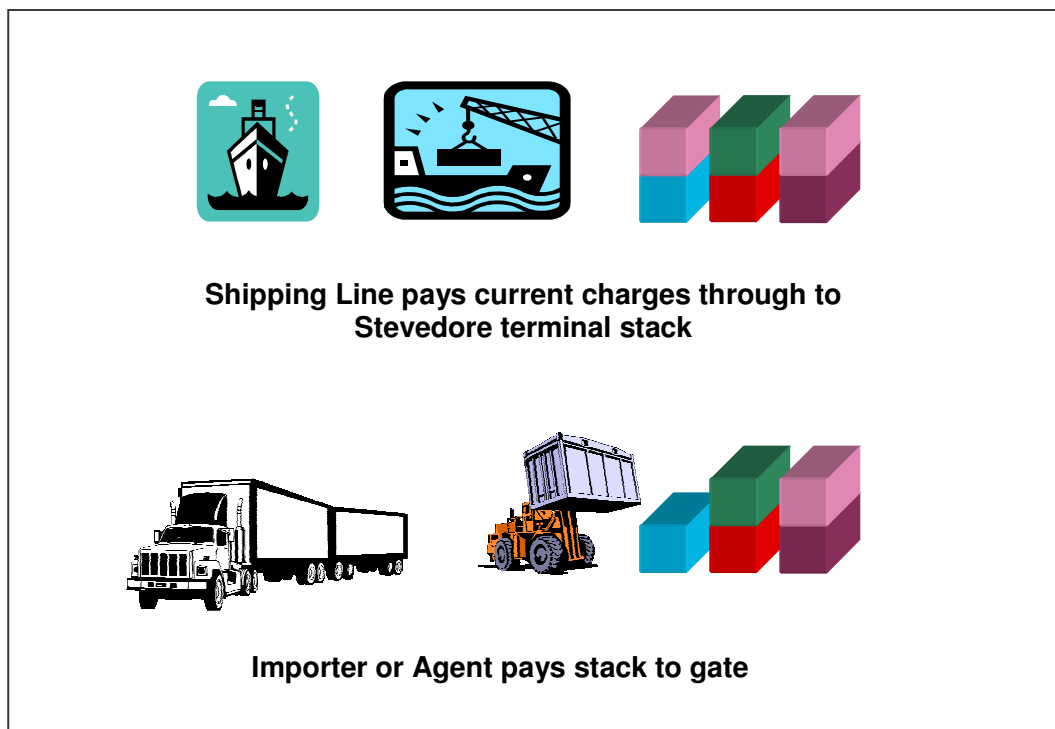 Shipping Line pays current charges through to
Stevedore terminal stack
Importer or Agent pays stack to gate